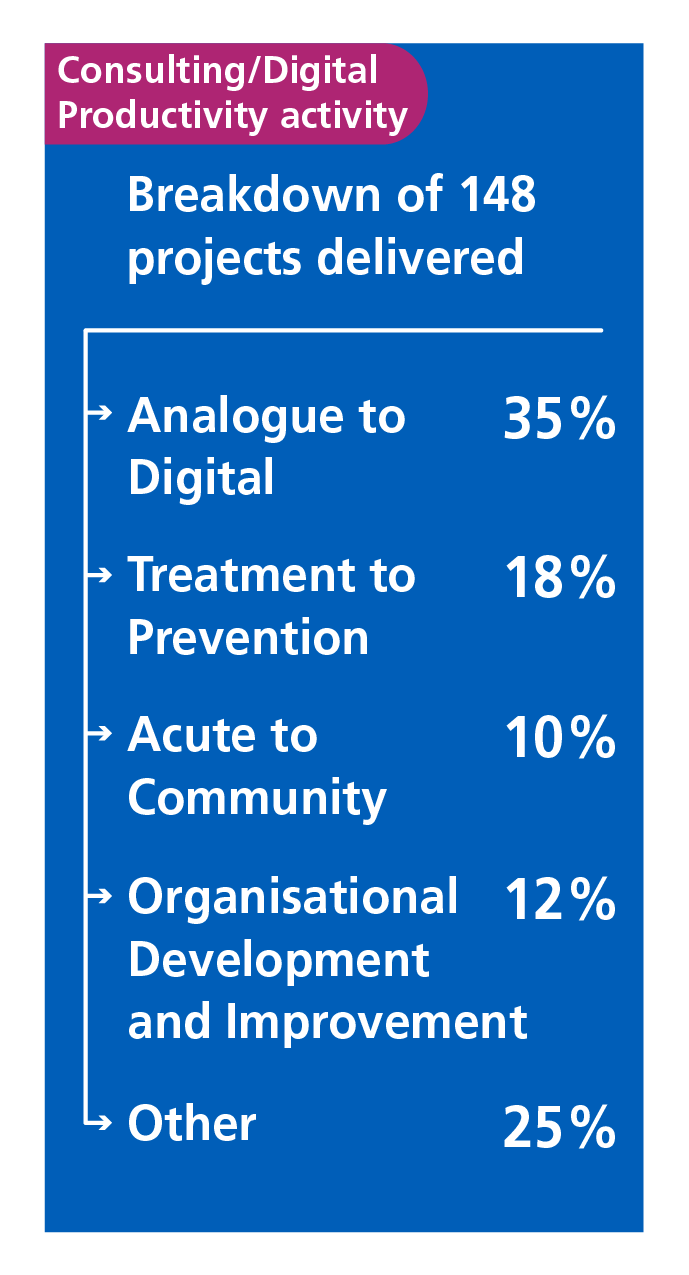 Consulting/Digital
Productivity activity
Breakdown of 148
projects delivered
Analogue to 35%
Digital
Treatment to 18%
Prevention
Acute to 10%
Community
Organisational 12%
Development
and Improvement
Other 25%